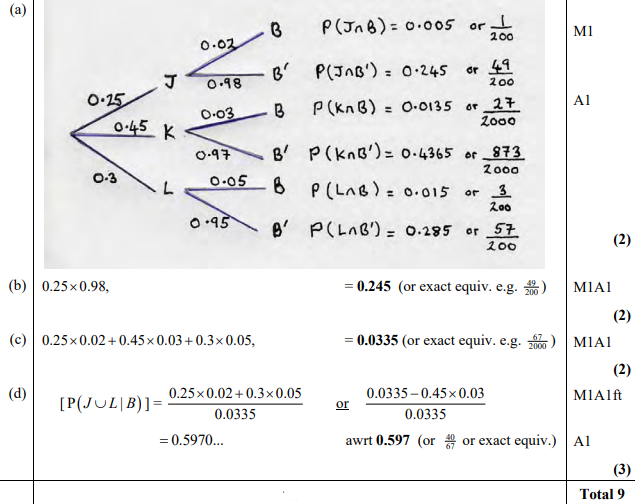 (a)
0.02 B P(J∩B) = 0.005 or 1/200 M1
J
0.98 B' P(J∩B') = 0.245 or 49/200
0.25
0.03 B P(K∩B) = 0.0135 or 27/2000 A1
0.45 K
0.97 B' P(K∩B') = 0.4365 or 873/2000
0.3
L 0.05 B P(L∩B) = 0.015 or 3/200
0.95 B' P(L∩B') = 0.285 or 57/200
(2)
(b) 0.25×0.98, = 0.245 (or exact equiv. e.g. 49/200) M1A1
(2)
(c) 0.25×0.02+0.45×0.03+0.3×0.05, = 0.0335 (or exact equiv. e.g. 67/2000) M1A1
(2)
(d) [P(J∪L|B)]= (0.25×0.02+0.3×0.05)/0.0335 or (0.0335−0.45×0.03)/0.0335 M1A1ft
= 0.5970... awrt 0.597 (or 40/67 or exact equiv.) A1
(3)
Total 9